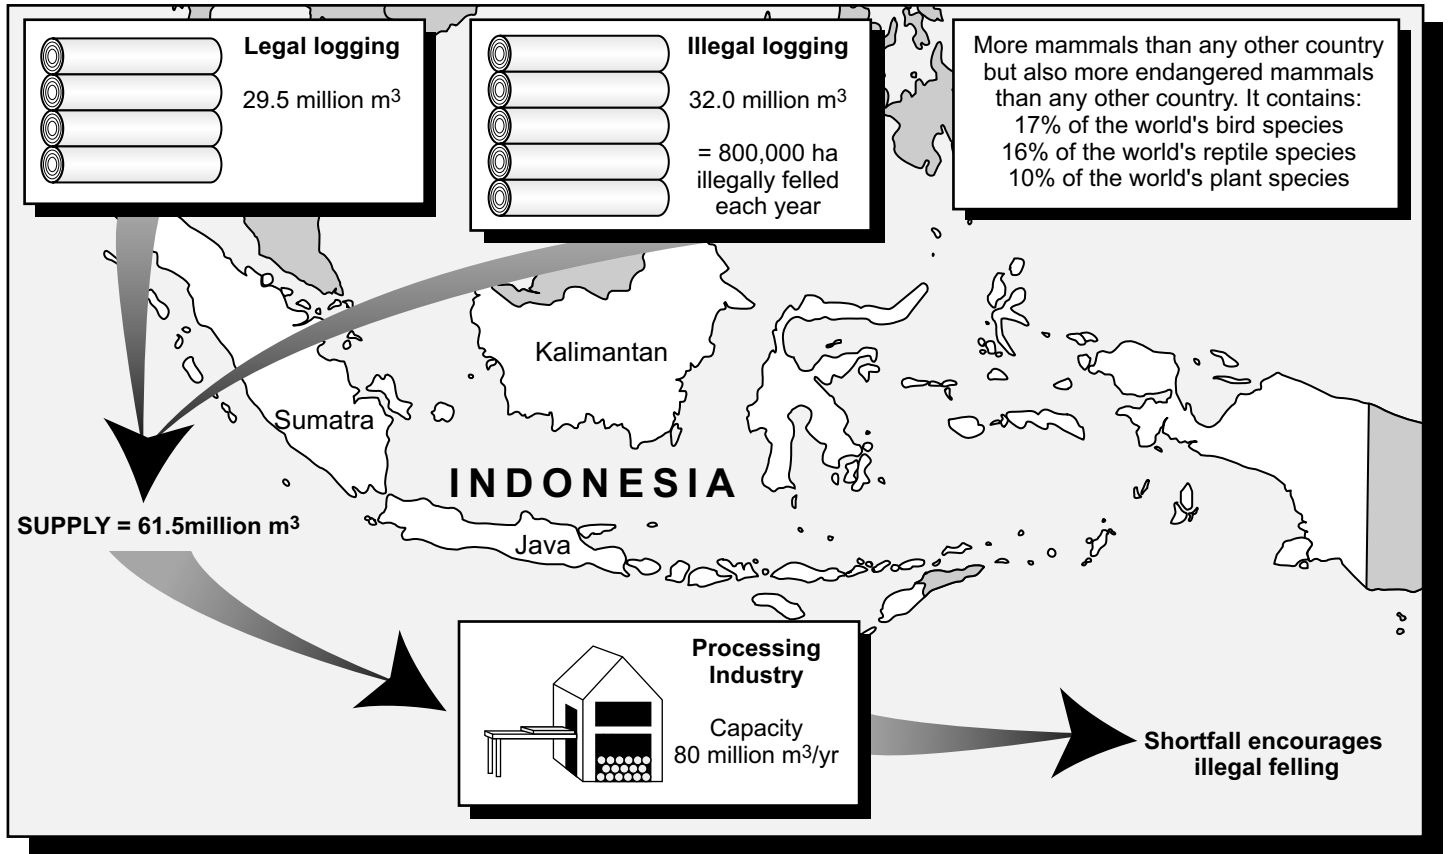 Legal logging
29.5 million m³
Illegal logging
32.0 million m³
= 800,000 ha
illegally felled
each year
More mammals than any other country
but also more endangered mammals
than any other country. It contains:
17% of the world's bird species
16% of the world's reptile species
10% of the world's plant species
Kalimantan
Sumatra
INDONESIA
SUPPLY = 61.5million m³
Java
Processing
Industry
Capacity
80 million m³/yr
Shortfall encourages
illegal felling